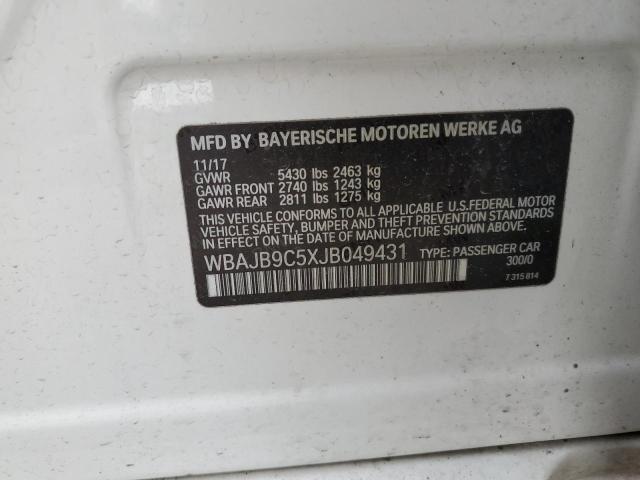 MFD BY BAYERISCHE MOTOREN WERKE AG
11/17
GVWR 5430 lbs 2463 kg
GAWR FRONT 2740 lbs 1243 kg
GAWR REAR 2811 lbs 1275 kg
THIS VEHICLE CONFORMS TO ALL APPLICABLE U.S.FEDERAL MOTOR
VEHICLE SAFETY, BUMPER AND THEFT PREVENTION STANDARDS
IN EFFECT ON THE DATE OF MANUFACTURE SHOWN ABOVE.
WBAJB9C5XJB049431 TYPE: PASSENGER CAR
300/0
7 315 814